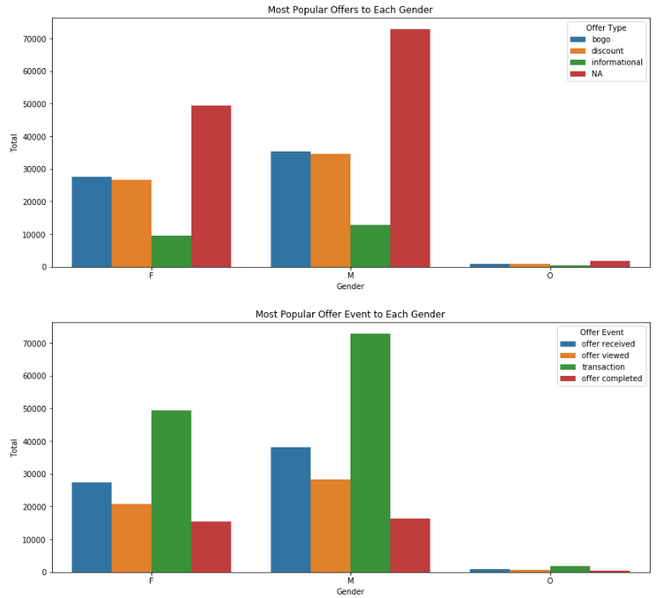 Most Popular Offers to Each Gender
Offer Type
bogo
discount
informational
NA
70000
60000
50000
40000
30000
20000
10000
0
Total
F M O
Gender
Most Popular Offer Event to Each Gender
Offer Event
offer received
offer viewed
transaction
offer completed
70000
60000
50000
40000
30000
20000
10000
0
Total
F M O
Gender